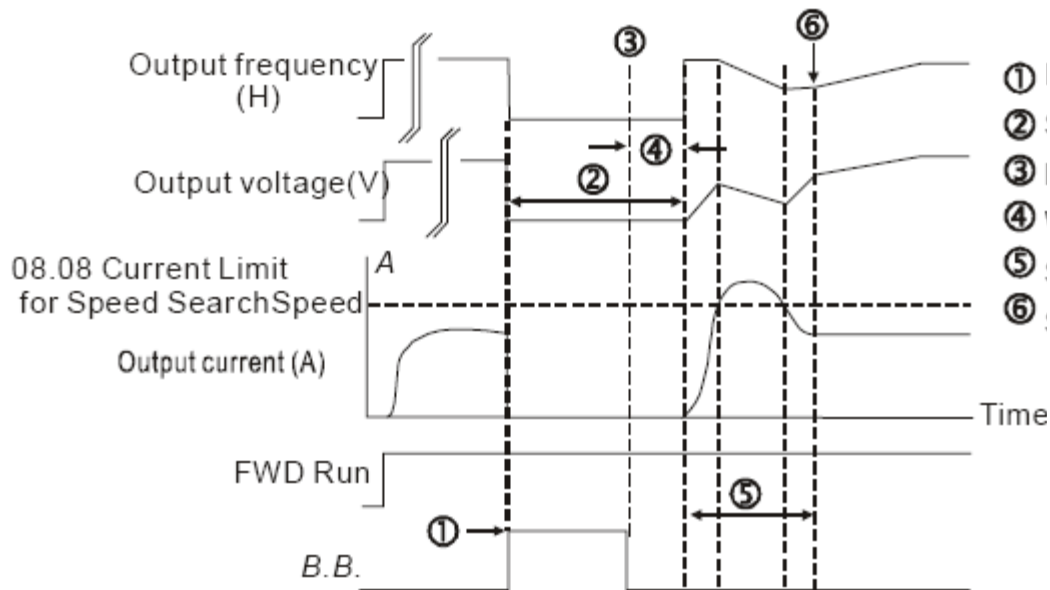 Output frequency
(H)
③
⑥
④
②
Output voltage(V)
08.08 Current Limit
for Speed SearchSpeed
A
Output current (A)
Time
FWD Run
⑤
①
B.B.
①
②
③
④
⑤
⑥